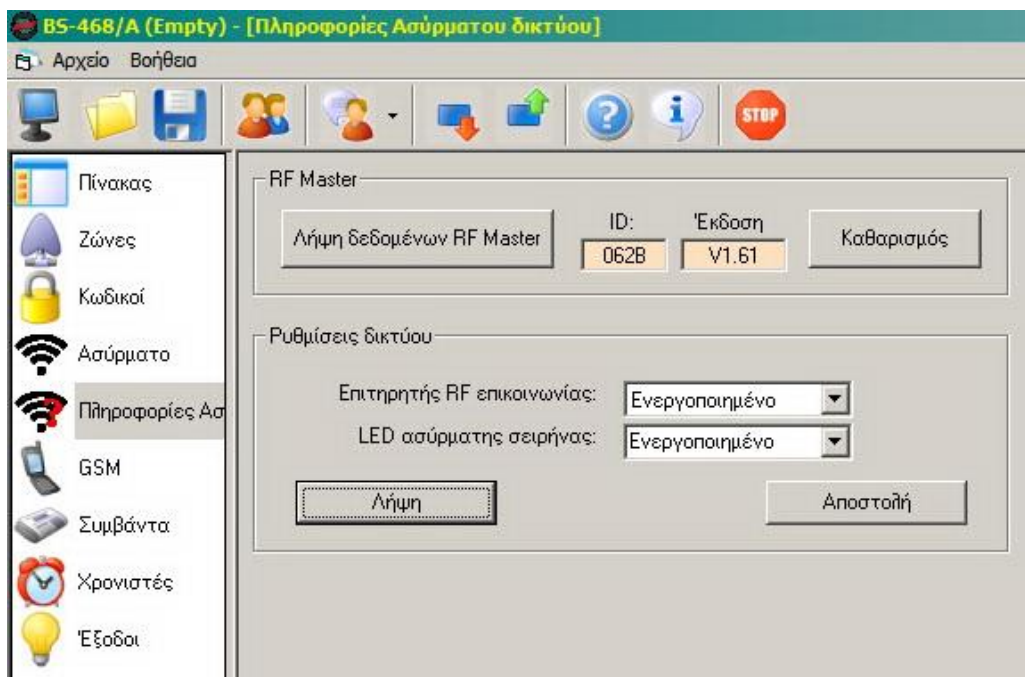 BS-468/A (Empty) - [Πληροφορίες Ασύρματου δικτύου]
Αρχείο Βοήθεια
STOP
Πίνακας
Ζώνες
Κωδικοί
Ασύρματο
Πληροφορίες Ασ
GSM
Συμβάντα
Χρονιστές
Έξοδοι
RF Master
Λήψη δεδομένων RF Master
ID:
062B
Έκδοση
V1.61
Καθαρισμός
Ρυθμίσεις δικτύου
Επιτηρητής RF επικοινωνίας: Ενεργοποιημένο
LED ασύρματης σειρήνας: Ενεργοποιημένο
Λήψη
Αποστολή